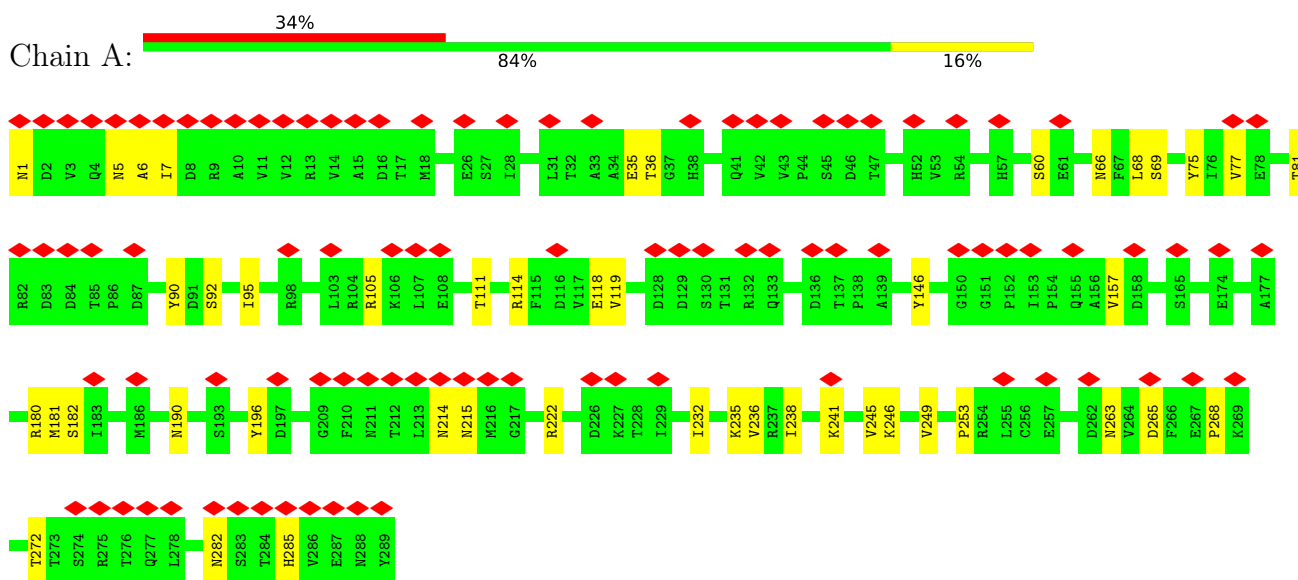 34%
Chain A:
84% 16%
N1 D2 V3 Q4 N5 A6 I7 D8 R9 A10 V11 V12 R13 V14 A15 D16 T17 M18 E26 S27 I28 L31 T32 A33 A34 E35 T36 G37 H38 Q41 V42 V43 P44 S45 D46 T47 H52 V53 R54 H57 S60 E61 N66 F67 L68 S69 Y75 I76 V77 E78 T81
R82 D83 D84 T85 P86 D87 Y90 D91 S92 I95 R98 L103 R104 R105 K106 L107 E108 T111 R114 F115 D116 V117 E118 V119 D128 D129 S130 T131 R132 Q133 D136 T137 P138 A139 Y146 G150 G151 P152 I153 P154 Q155 A156 V157 D158 S165 E174 A177
R180 M181 S182 I183 M186 N190 S193 Y196 D197 G209 F210 N211 T212 L213 N214 N215 M216 G217 R222 D226 K227 T228 I229 I232 K235 V236 R237 I238 K241 V245 K246 V249 P253 R254 L255 C256 E257 D262 N263 V264 D265 F266 E267 P268 K269
T272 T273 S274 R275 T276 Q277 L278 N282 S283 T284 H285 V286 E287 N288 Y289